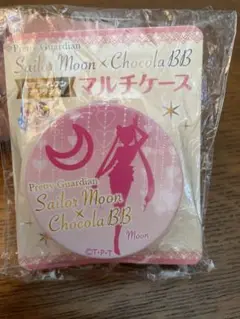 Pretty Guardian
Sailor Moon × Chocola BB
マルチケース
Pretty Guardian
Sailor Moon
× Chocola BB
Moon
©T・P・T